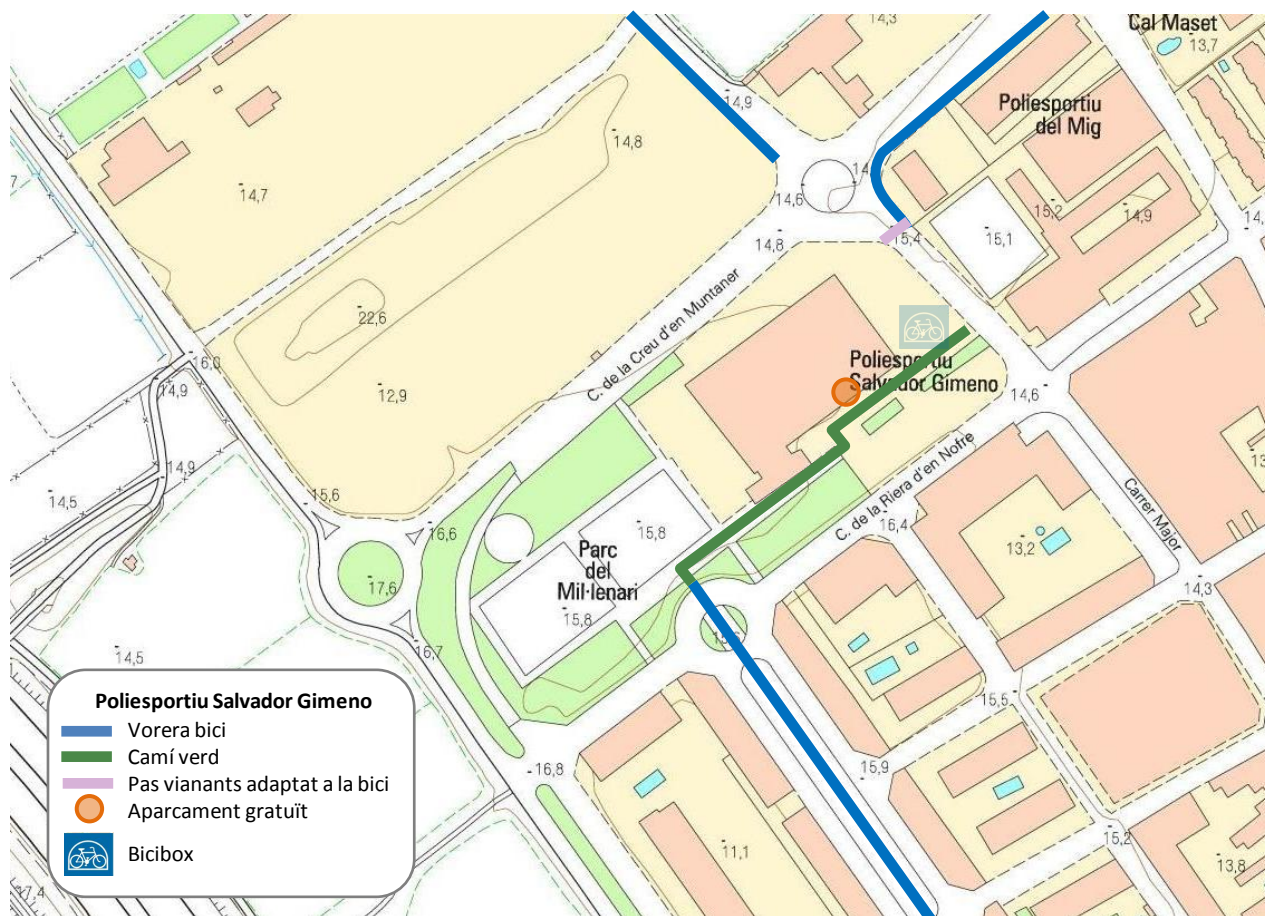 14,3
Cal Maset
13,7
14,9
14,8
Poliesportiu
del Mig
14,7
14,6
15,2
14,9
15,4
15,1
14,8
C. de la Creu d'en Muntaner
22,6
16,0
14,9
12,9
Poliesportiu
Salvador Gimeno
14,6
14,9
14,5
15,6
16,6
15,8
C. de la Riera d'en Nofre
16,4
Carrer Major
13,2
Parc
del
Mil·lenari
17,6
15,8
14,3
14,5
16,7
15,5
16,8
15,9
11,1
15,2
13,8
17,4
Poliesportiu Salvador Gimeno
Vorera bici
Camí verd
Pas vianants adaptat a la bici
Aparcament gratuït
Bicibox